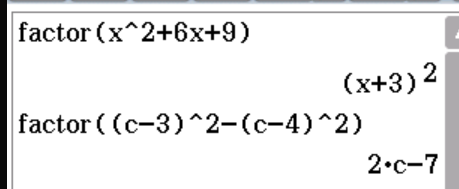 factor(x^2+6x+9)
(x+3)²
factor((c−3)^2−(c−4)^2)
2·c−7